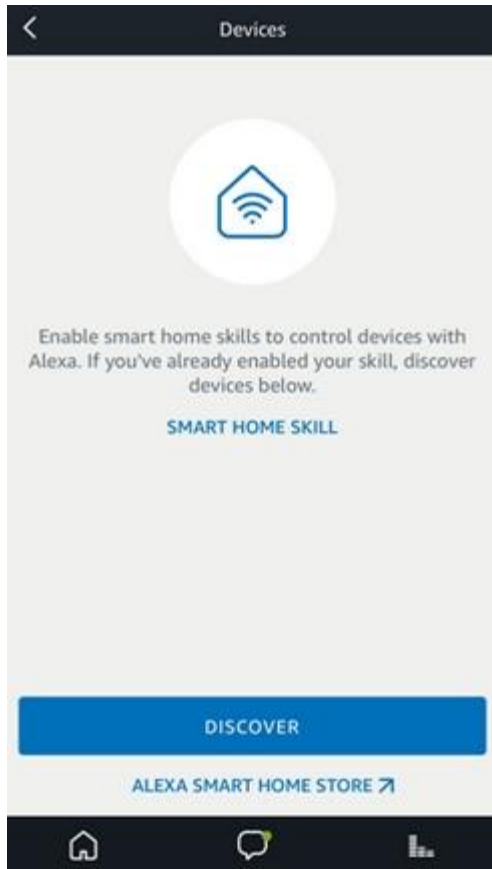 Devices
Enable smart home skills to control devices with
Alexa. If you've already enabled your skill, discover
devices below.
SMART HOME SKILL
DISCOVER
ALEXA SMART HOME STORE